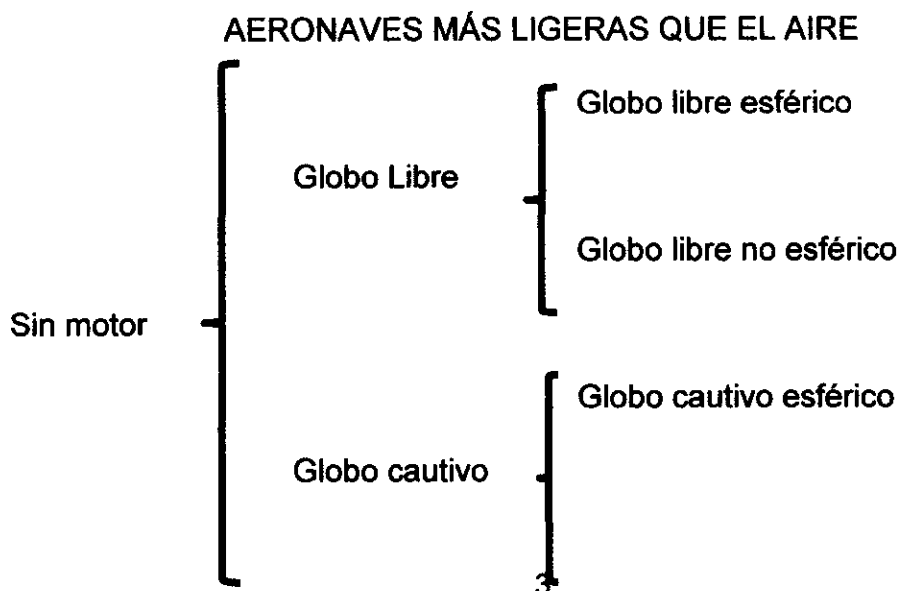 AERONAVES MÁS LIGERAS QUE EL AIRE
Sin motor
Globo Libre
Globo libre esférico
Globo libre no esférico
Globo cautivo
Globo cautivo esférico
3